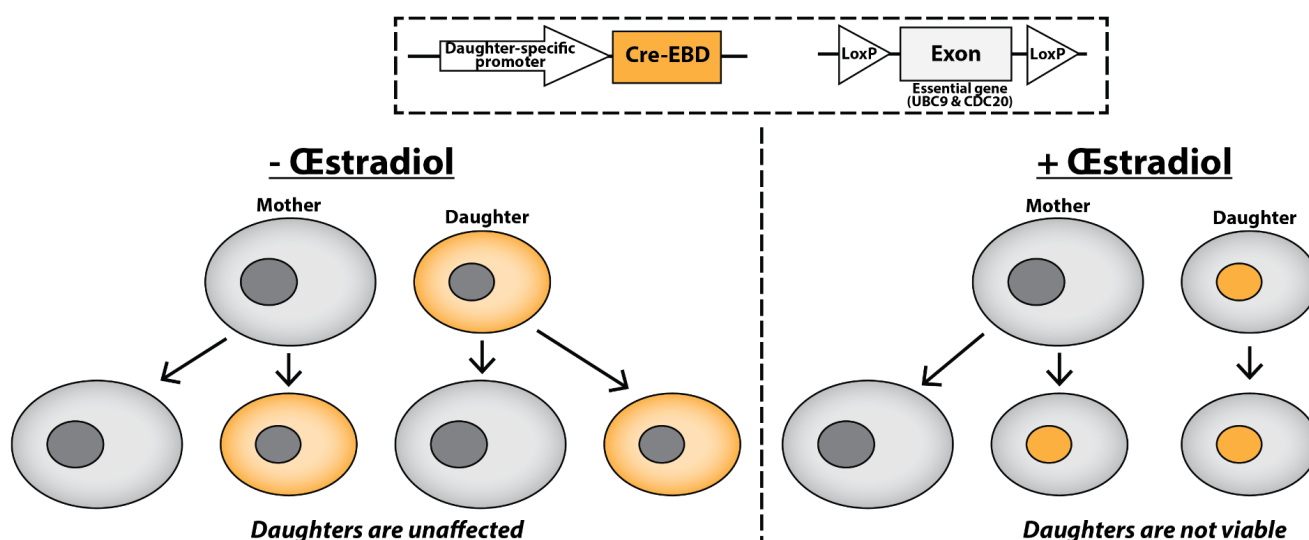 Daughter-specific
promoter
Cre-EBD
LoxP
Exon
LoxP
Essential gene
(UBC9 & CDC20)
- Œstradiol
+ Œstradiol
Mother
Daughter
Mother
Daughter
Daughters are unaffected
Daughters are not viable